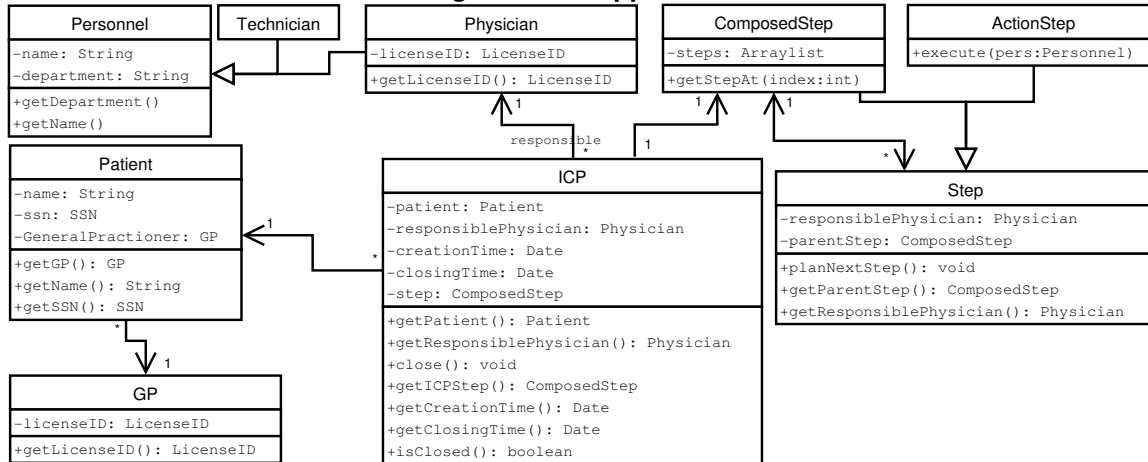 Personnel
-name: String
-department: String
+getDepartment()
+getName()
Technician
Physician
-licenseID: LicenseID
+getLicenseID(): LicenseID
ComposedStep
-steps: Arraylist
+getStepAt(index:int)
ActionStep
+execute(pers:Personnel)
1
responsible
*
1
1
1
*
Patient
-name: String
-ssn: SSN
-GeneralPractioner: GP
+getGP(): GP
+getName(): String
+getSSN(): SSN
1
*
*
1
ICP
-patient: Patient
-responsiblePhysician: Physician
-creationTime: Date
-closingTime: Date
-step: ComposedStep
+getPatient(): Patient
+getResponsiblePhysician(): Physician
+close(): void
+getICPStep(): ComposedStep
+getCreationTime(): Date
+getClosingTime(): Date
+isClosed(): boolean
Step
-responsiblePhysician: Physician
-parentStep: ComposedStep
+planNextStep(): void
+getParentStep(): ComposedStep
+getResponsiblePhysician(): Physician
GP
-licenseID: LicenseID
+getLicenseID(): LicenseID